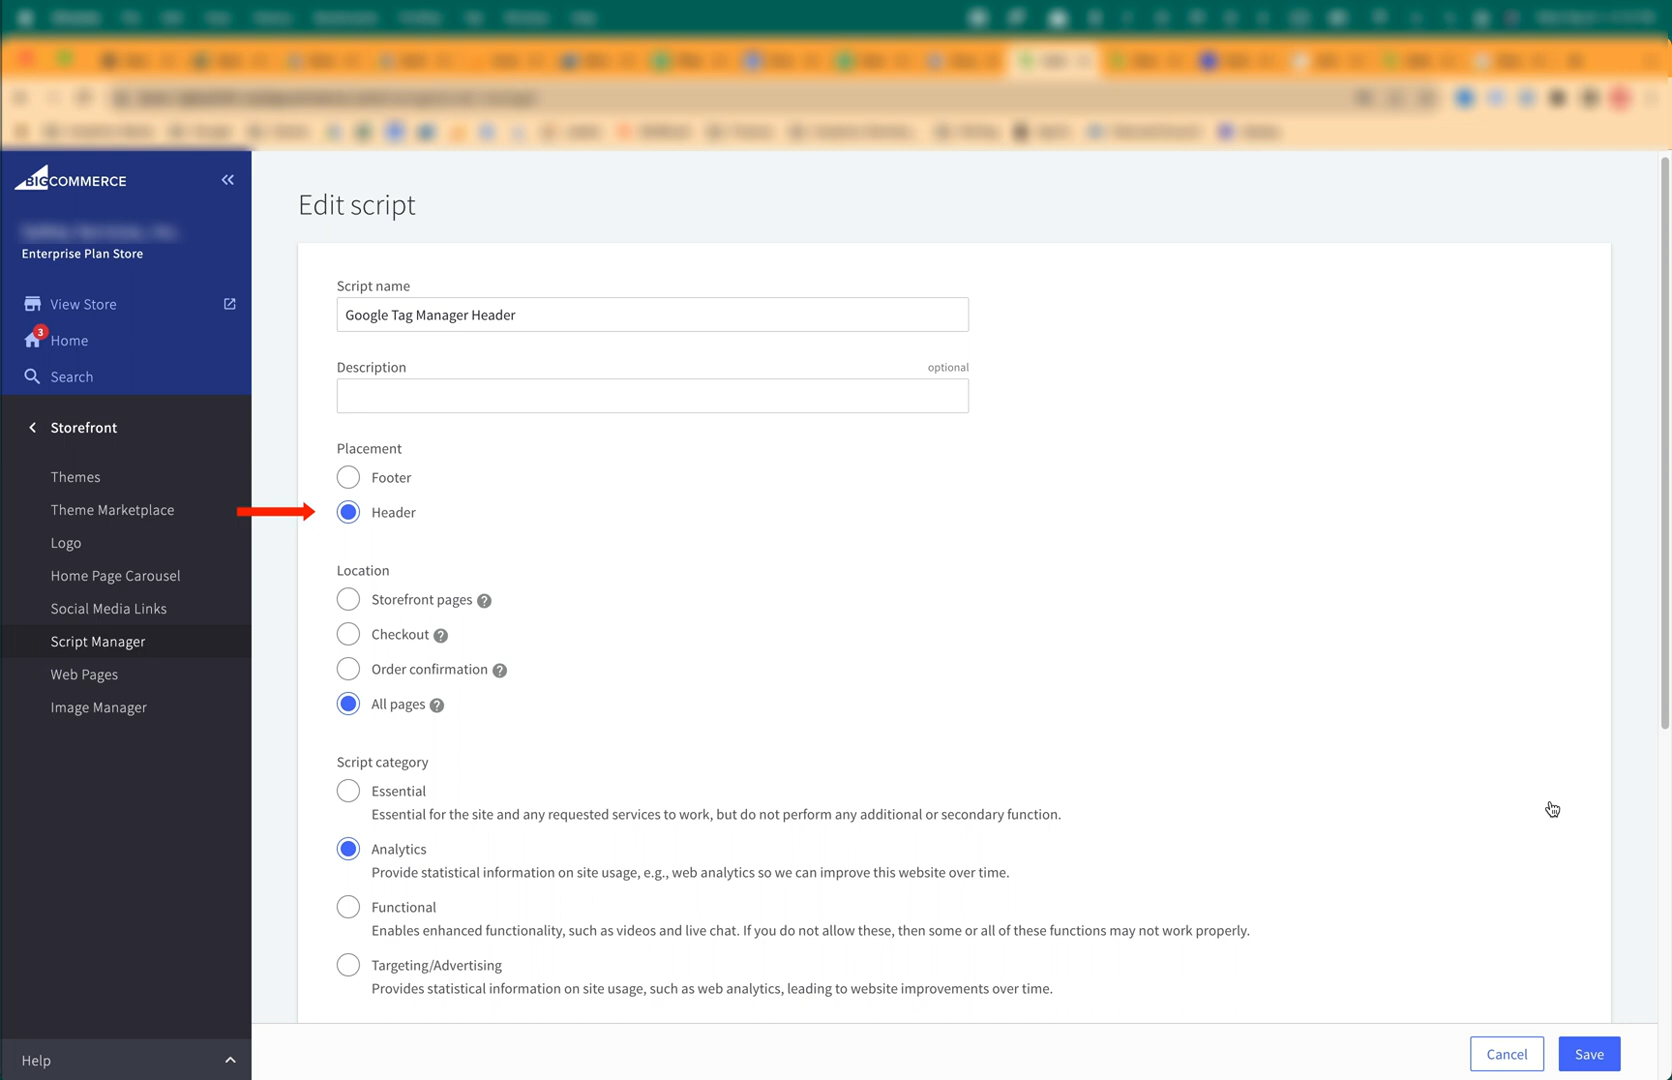 BIGCOMMERCE
Enterprise Plan Store
View Store
3
Home
Search
Storefront
Themes
Theme Marketplace
Logo
Home Page Carousel
Social Media Links
Script Manager
Web Pages
Image Manager
Help
Edit script
Script name
Google Tag Manager Header
Description optional
Placement
Footer
Header
Location
Storefront pages ?
Checkout ?
Order confirmation ?
All pages ?
Script category
Essential
Essential for the site and any requested services to work, but do not perform any additional or secondary function.
Analytics
Provide statistical information on site usage, e.g., web analytics so we can improve this website over time.
Functional
Enables enhanced functionality, such as videos and live chat. If you do not allow these, then some or all of these functions may not work properly.
Targeting/Advertising
Provides statistical information on site usage, such as web analytics, leading to website improvements over time.
Cancel Save